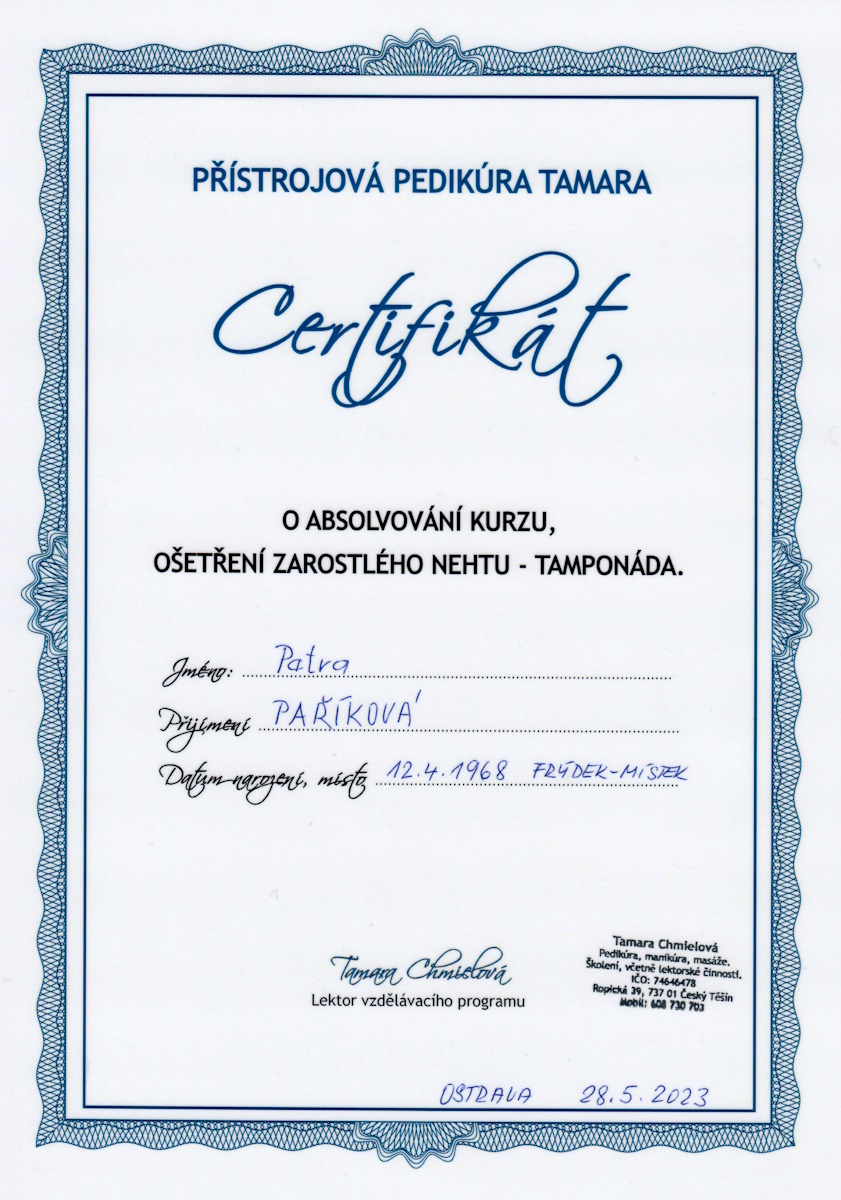 PŘÍSTROJOVÁ PEDIKÚRA TAMARA
Certifikát
O ABSOLVOVÁNÍ KURZU,
OŠETŘENÍ ZAROSTLÉHO NEHTU - TAMPONÁDA.
Jméno: Patra
Přijímení PAŘÍKOVÁ
Datum narození, místo 12.4.1968 FRÝDEK-MÍSTEK
Tamara Chmielová
Lektor vzdělávacího programu
Tamara Chmielová
Pedikúra, manikúra, masáže.
Školení, včetně lektorské činnosti.
IČO: 74646478
Ropická 39, 737 01 Český Těšín
Mobil: 608 730 703
OSTRAVA 28.5.2023